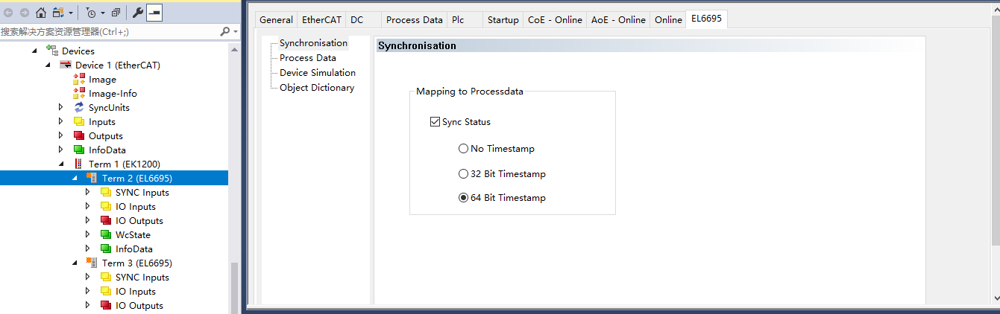 搜索解决方案资源管理器(Ctrl+;)
Devices
Device 1 (EtherCAT)
Image
Image-Info
SyncUnits
Inputs
Outputs
InfoData
Term 1 (EK1200)
Term 2 (EL6695)
SYNC Inputs
IO Inputs
IO Outputs
WcState
InfoData
Term 3 (EL6695)
SYNC Inputs
IO Inputs
IO Outputs
General EtherCAT DC Process Data Plc Startup CoE - Online AoE - Online Online EL6695
Synchronisation
Process Data
Device Simulation
Object Dictionary
Synchronisation
Mapping to Processdata
Sync Status
No Timestamp
32 Bit Timestamp
64 Bit Timestamp